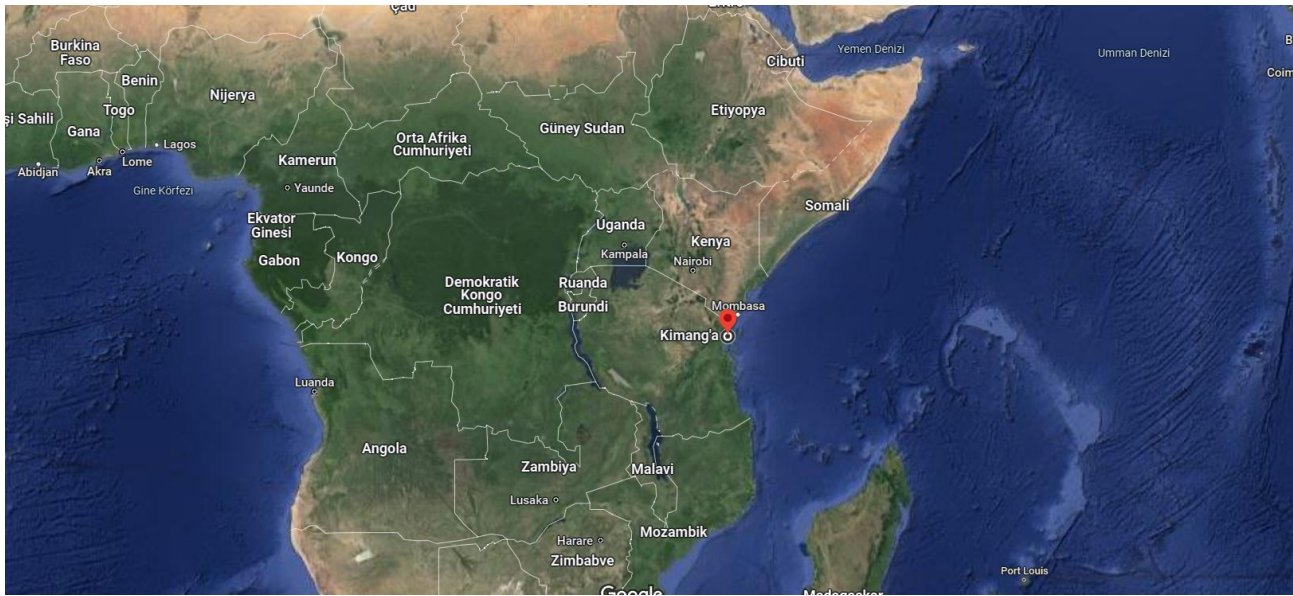 Çad
Burkina
Faso
Benin
Togo
Nijerya
Gana
şi Sahili
Lagos
Lome
Akra
Abidjan
Gine Körfezi
Kamerun
Yaunde
Ekvator
Ginesi
Gabon
Kongo
Orta Afrika
Cumhuriyeti
Güney Sudan
Etiyopya
Cibuti
Yemen Denizi
Umman Denizi
B
Coim
Somali
Uganda
Kampala
Kenya
Nairobi
Demokratik
Kongo
Cumhuriyeti
Ruanda
Burundi
Mombasa
Kimang'a
Luanda
Angola
Zambiya
Lusaka
Malavi
Harare
Zimbabve
Mozambik
Google
Madagaskar
Port Louis